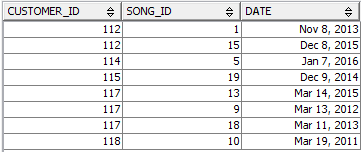 CUSTOMER_ID SONG_ID DATE
112 1 Nov 8, 2013
112 15 Dec 8, 2015
114 5 Jan 7, 2016
115 19 Dec 9, 2014
117 13 Mar 14, 2015
117 9 Mar 13, 2012
117 18 Mar 11, 2013
118 10 Mar 19, 2011